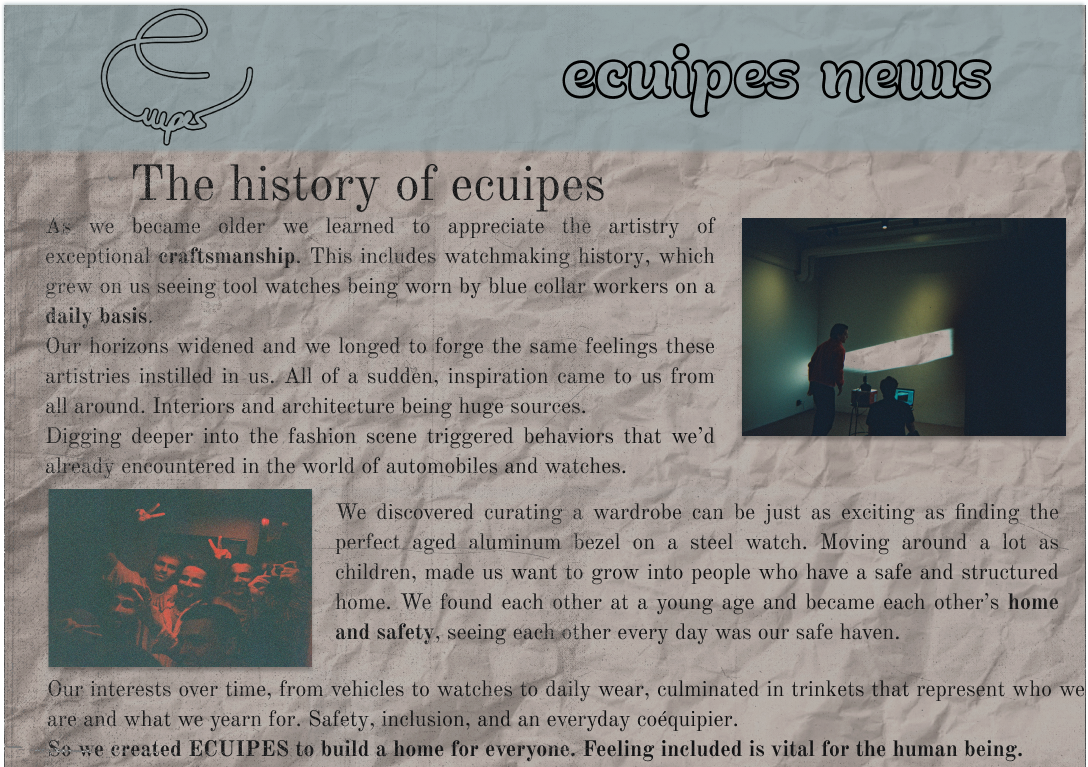 ecuipes
ecuipes news
The history of ecuipes
As we became older we learned to appreciate the artistry of
exceptional craftsmanship. This includes watchmaking history, which
grew on us seeing tool watches being worn by blue collar workers on a
daily basis.
Our horizons widened and we longed to forge the same feelings these
artistries instilled in us. All of a sudden, inspiration came to us from
all around. Interiors and architecture being huge sources.
Digging deeper into the fashion scene triggered behaviors that we’d
already encountered in the world of automobiles and watches.
We discovered curating a wardrobe can be just as exciting as finding the
perfect aged aluminum bezel on a steel watch. Moving around a lot as
children, made us want to grow into people who have a safe and structured
home. We found each other at a young age and became each other’s home
and safety, seeing each other every day was our safe haven.
Our interests over time, from vehicles to watches to daily wear, culminated in trinkets that represent who we
are and what we yearn for. Safety, inclusion, and an everyday coéquipier.
So we created ECUIPES to build a home for everyone. Feeling included is vital for the human being.